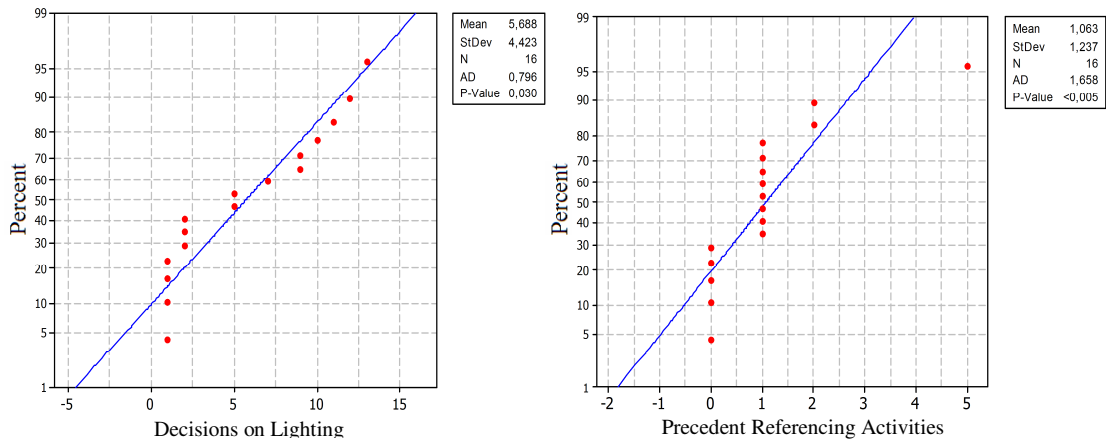 99
95
90
80
70
60
50
40
30
20
10
5
1
Percent
-5 0 5 10 15
Decisions on Lighting
Mean 5,688
StDev 4,423
N 16
AD 0,796
P-Value 0,030
99
95
90
80
70
60
50
40
30
20
10
5
1
Percent
-2 -1 0 1 2 3 4 5
Precedent Referencing Activities
Mean 1,063
StDev 1,237
N 16
AD 1,658
P-Value <0,005